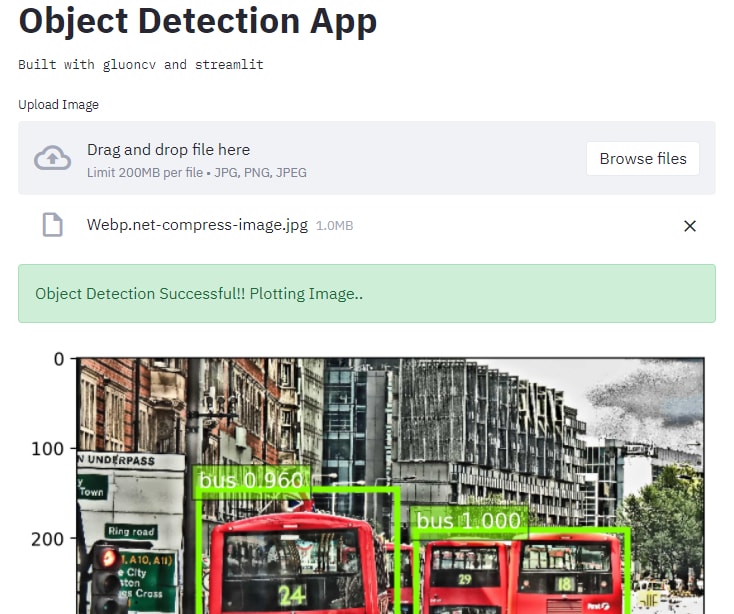 Object Detection App
Built with gluoncv and streamlit
Upload Image
Drag and drop file here
Limit 200MB per file • JPG, PNG, JPEG
Browse files
Webp.net-compress-image.jpg 1.0MB
Object Detection Successful!! Plotting Image..
0
100
N UNDERPASS
bus 0.960
Town
bus 1.000
200
Ring road
A10, A11)
e City
ston
s Cross
24
29
18
First